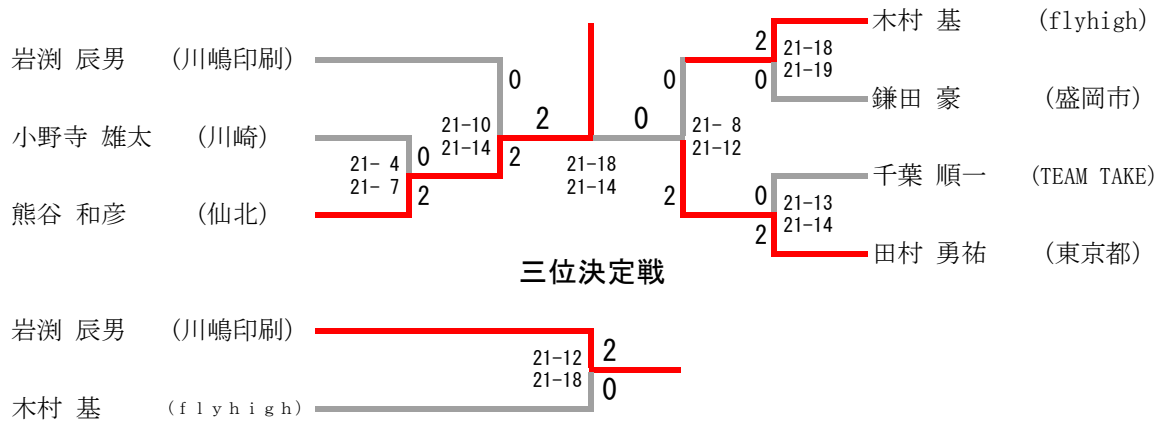 木村 基 (flyhigh)
2 21-18
岩渕 辰男 (川嶋印刷) 0 0 0 21-19
鎌田 豪 (盛岡市)
小野寺 雄太 (川崎) 21-10 2 0 21- 8
21- 4 0 21-14 2 21-18 21-12
21- 7 2 21-14 千葉 順一 (TEAM TAKE)
熊谷 和彦 (仙北) 2 0 21-13
2 21-14
田村 勇祐 (東京都)
三位決定戦
岩渕 辰男 (川嶋印刷)
21-12 2
21-18 0
木村 基 (flyhigh)